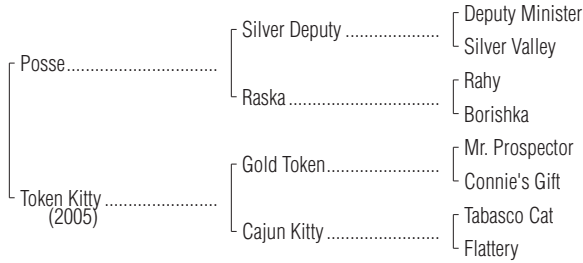 Deputy Minister
Silver Deputy ....................
Silver Valley
Posse................................
Rahy
Raska ................................
Borishka
Mr. Prospector
Gold Token........................
Connie's Gift
Token Kitty ........................
(2005)
Tabasco Cat
Cajun Kitty ........................
Flattery